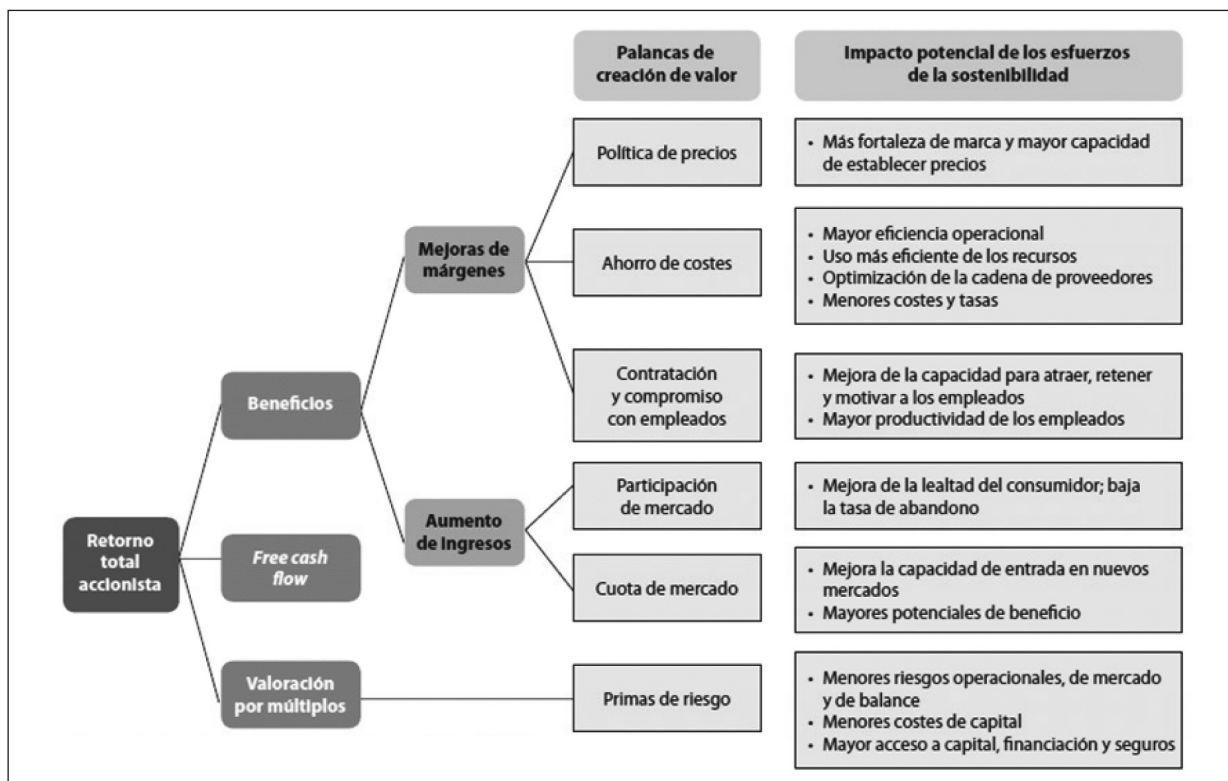 Palancas de
creación de valor
Impacto potencial de los esfuerzos
de la sostenibilidad
Política de precios
• Más fortaleza de marca y mayor capacidad
de establecer precios
Mejoras de
márgenes
Ahorro de costes
• Mayor eficiencia operacional
• Uso más eficiente de los recursos
• Optimización de la cadena de proveedores
• Menores costes y tasas
Beneficios
Contratación
y compromiso
con empleados
• Mejora de la capacidad para atraer, retener
y motivar a los empleados
• Mayor productividad de los empleados
Aumento
de ingresos
Participación
de mercado
• Mejora de la lealtad del consumidor; baja
la tasa de abandono
Retorno
total
accionista
Free cash
flow
Cuota de mercado
• Mejora la capacidad de entrada en nuevos
mercados
• Mayores potenciales de beneficio
Valoración
por múltiplos
Primas de riesgo
• Menores riesgos operacionales, de mercado
y de balance
• Menores costes de capital
• Mayor acceso a capital, financiación y seguros